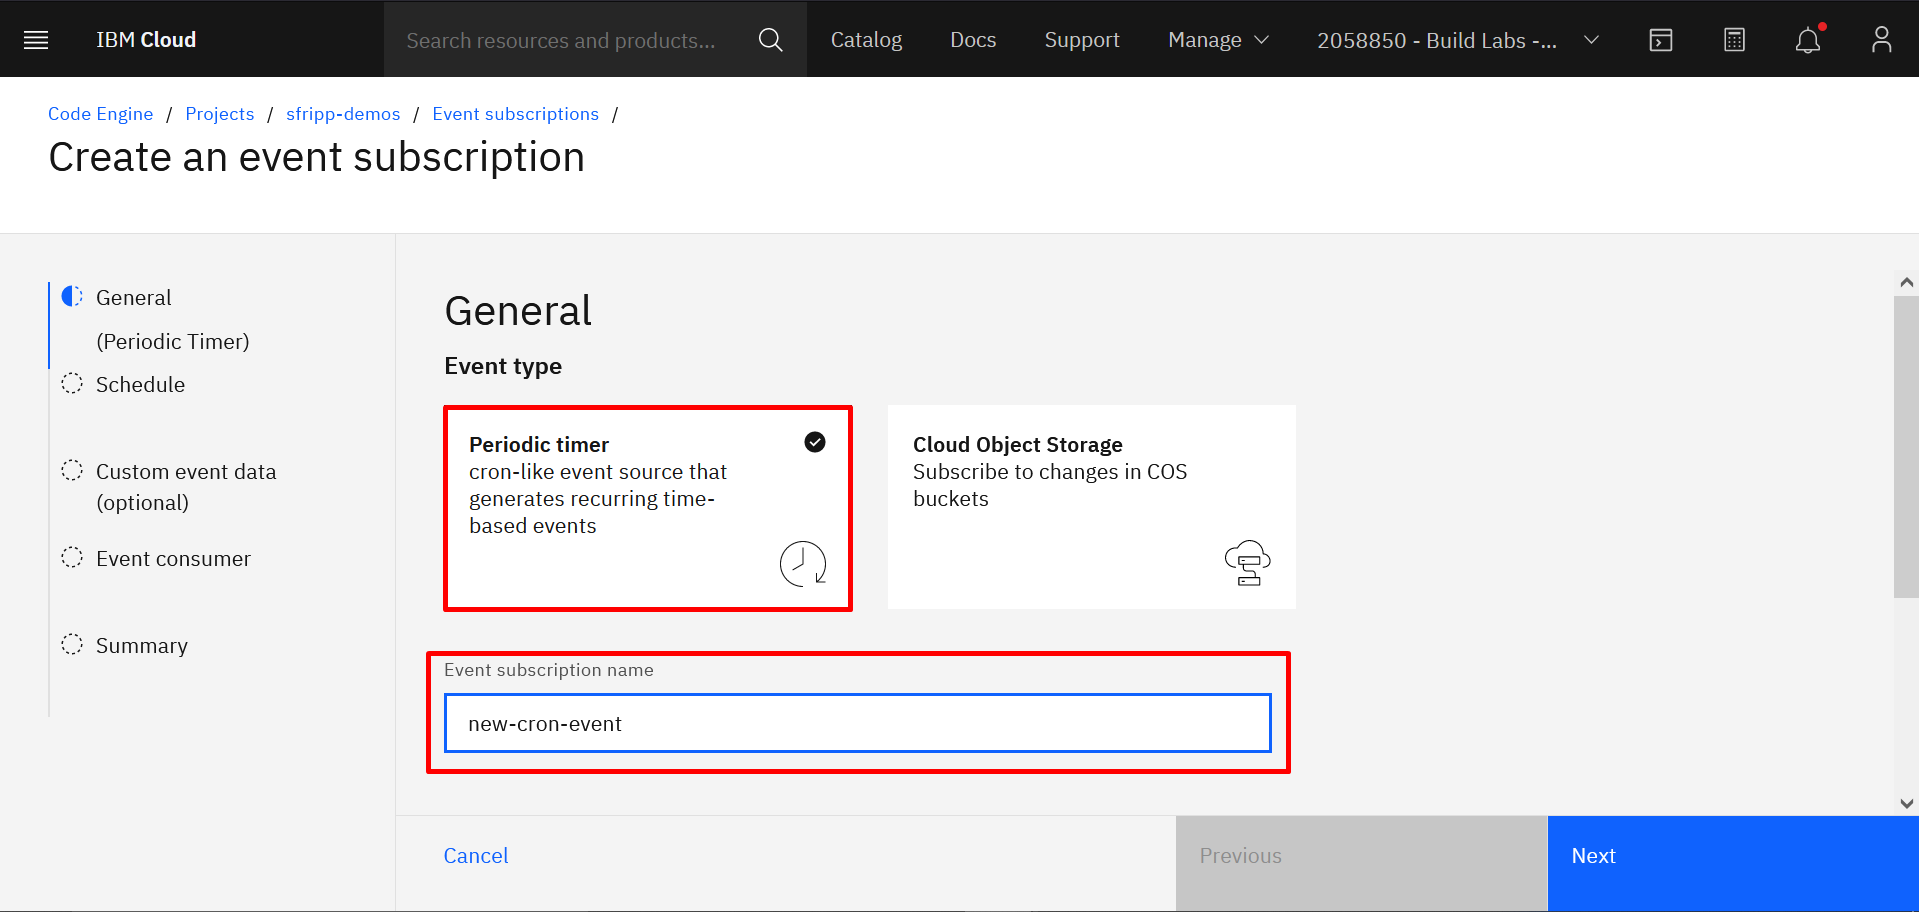 IBM Cloud
Search resources and products...
Catalog
Docs
Support
Manage
2058850 - Build Labs -...
Code Engine / Projects / sfripp-demos / Event subscriptions /
Create an event subscription
General
(Periodic Timer)
Schedule
Custom event data
(optional)
Event consumer
Summary
General
Event type
Periodic timer
cron-like event source that
generates recurring time-
based events
Cloud Object Storage
Subscribe to changes in COS
buckets
Event subscription name
new-cron-event
Cancel
Previous
Next